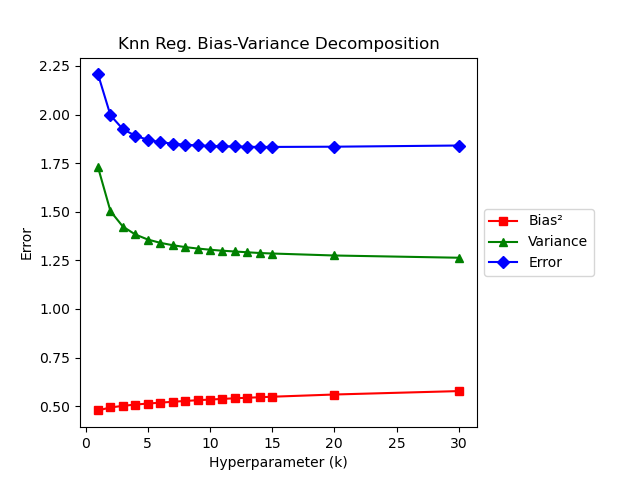 Knn Reg. Bias-Variance Decomposition
Error
2.25
2.00
1.75
1.50
1.25
1.00
0.75
0.50
0 5 10 15 20 25 30
Hyperparameter (k)
Bias²
Variance
Error